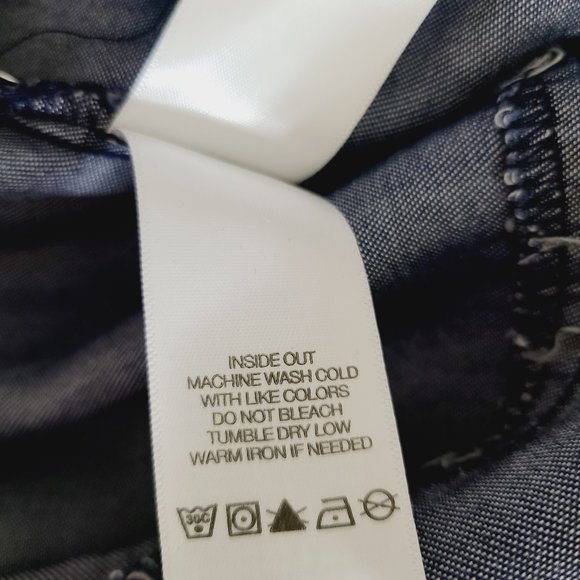 INSIDE OUT
MACHINE WASH COLD
WITH LIKE COLORS
DO NOT BLEACH
TUMBLE DRY LOW
WARM IRON IF NEEDED
30C